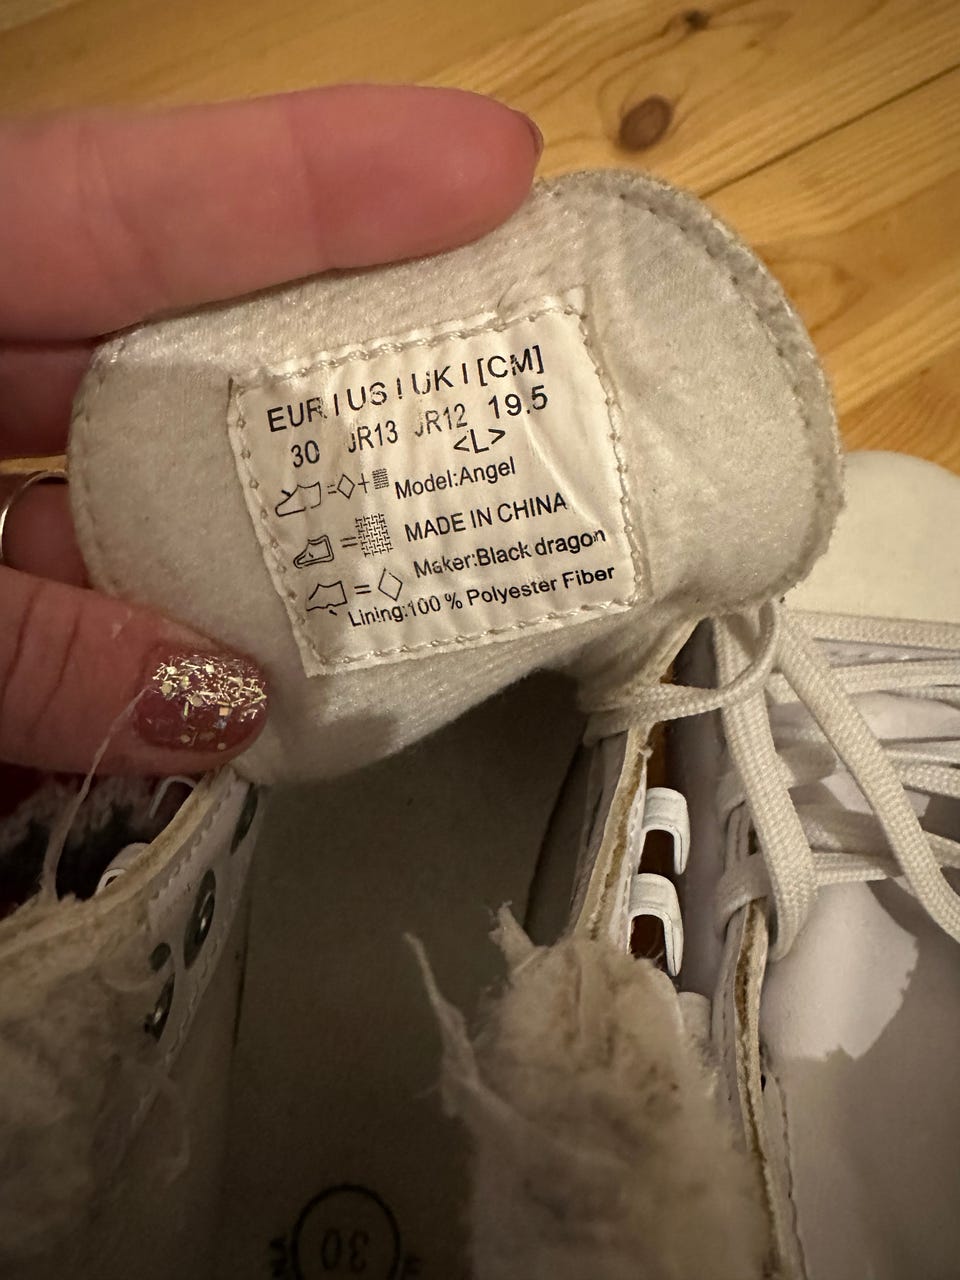 EUR I US I UK I [CM]
30 JR13 JR12 19.5
<L>
Model:Angel
MADE IN CHINA
Maker:Black dragon
Lining:100 % Polyester Fiber
30